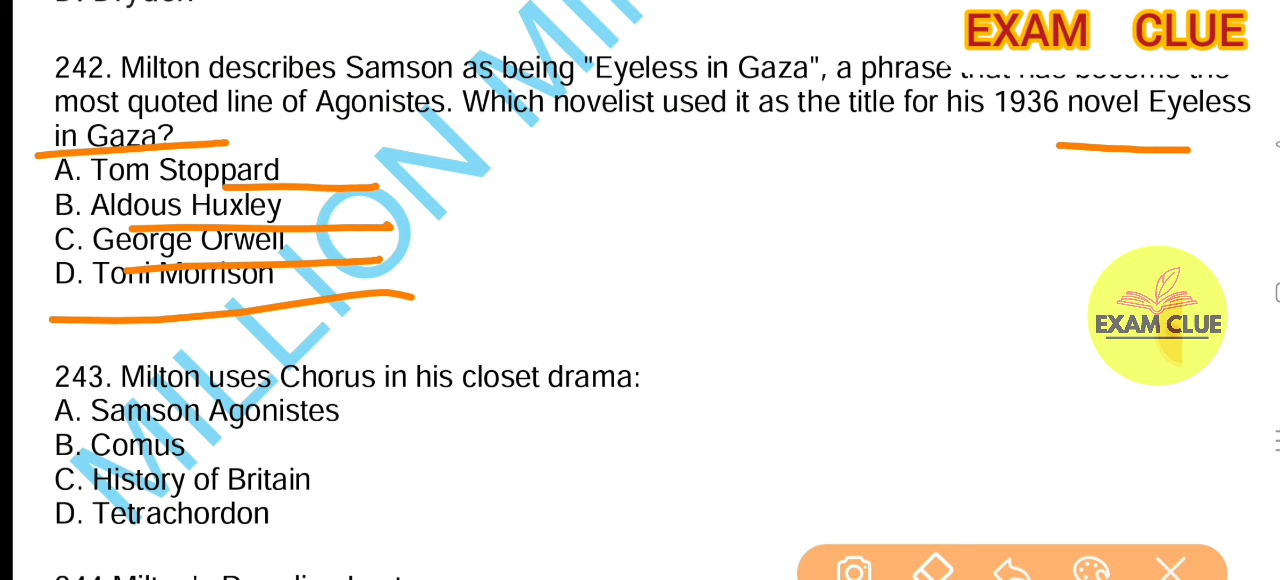 EXAM CLUE
242. Milton describes Samson as being "Eyeless in Gaza", a phrase
most quoted line of Agonistes. Which novelist used it as the title for his 1936 novel Eyeless
in Gaza?
A. Tom Stoppard
B. Aldous Huxley
C. George Orwell
D. Toni Morrison
EXAM CLUE
243. Milton uses Chorus in his closet drama:
A. Samson Agonistes
B. Comus
C. History of Britain
D. Tetrachordon
MILLION MI